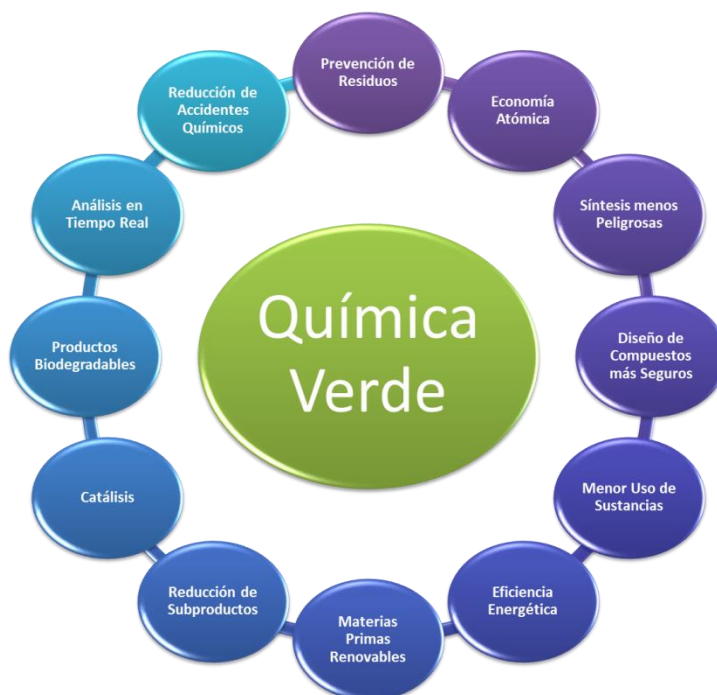 Química
Verde
Prevención de
Residuos
Economía
Atómica
Síntesis menos
Peligrosas
Diseño de
Compuestos
más Seguros
Menor Uso de
Sustancias
Eficiencia
Energética
Materias
Primas
Renovables
Reducción de
Subproductos
Catálisis
Productos
Biodegradables
Análisis en
Tiempo Real
Reducción de
Accidentes
Químicos